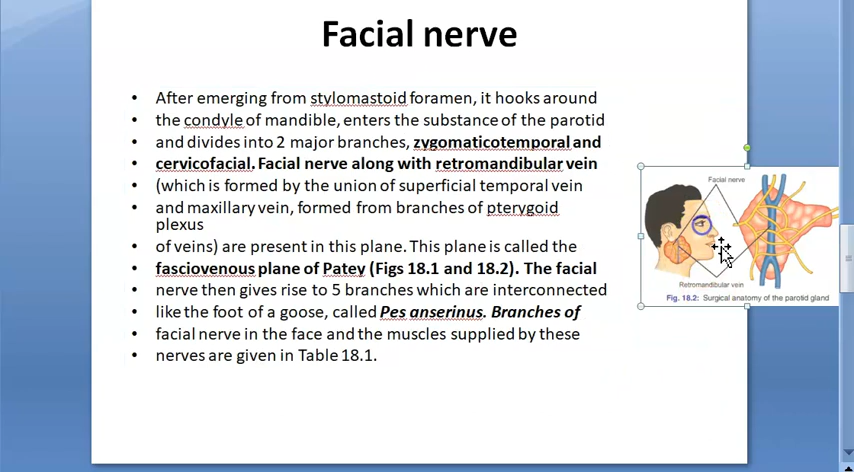 Facial nerve
• After emerging from stylomastoid foramen, it hooks around
• the condyle of mandible, enters the substance of the parotid
• and divides into 2 major branches, zygomaticotemporal and
• cervicofacial. Facial nerve along with retromandibular vein
• (which is formed by the union of superficial temporal vein
• and maxillary vein, formed from branches of pterygoid
plexus
• of veins) are present in this plane. This plane is called the
• fasciovenous plane of Patey (Figs 18.1 and 18.2). The facial
• nerve then gives rise to 5 branches which are interconnected
• like the foot of a goose, called Pes anserinus. Branches of
• facial nerve in the face and the muscles supplied by these
• nerves are given in Table 18.1.
Facial nerve
Retromandibular vein
Fig. 18.2: Surgical anatomy of the parotid gland